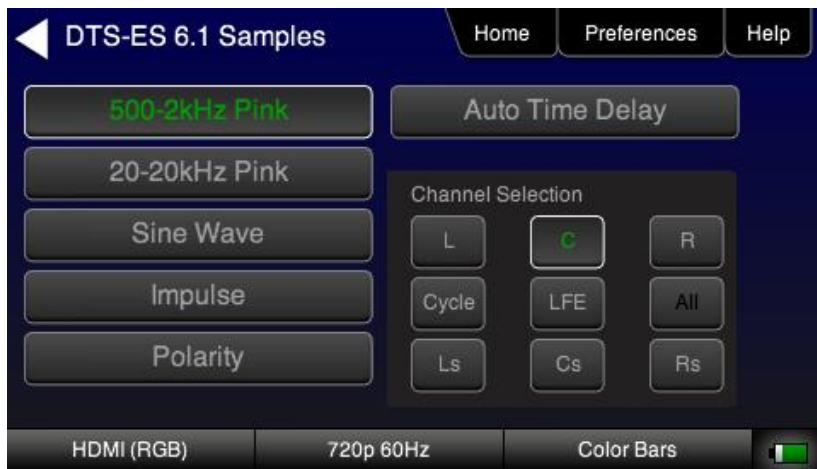 DTS-ES 6.1 Samples
Home
Preferences
Help
500-2kHz Pink
Auto Time Delay
20-20kHz Pink
Sine Wave
Impulse
Polarity
Channel Selection
L
C
R
Cycle
LFE
All
Ls
Cs
Rs
HDMI (RGB)
720p 60Hz
Color Bars